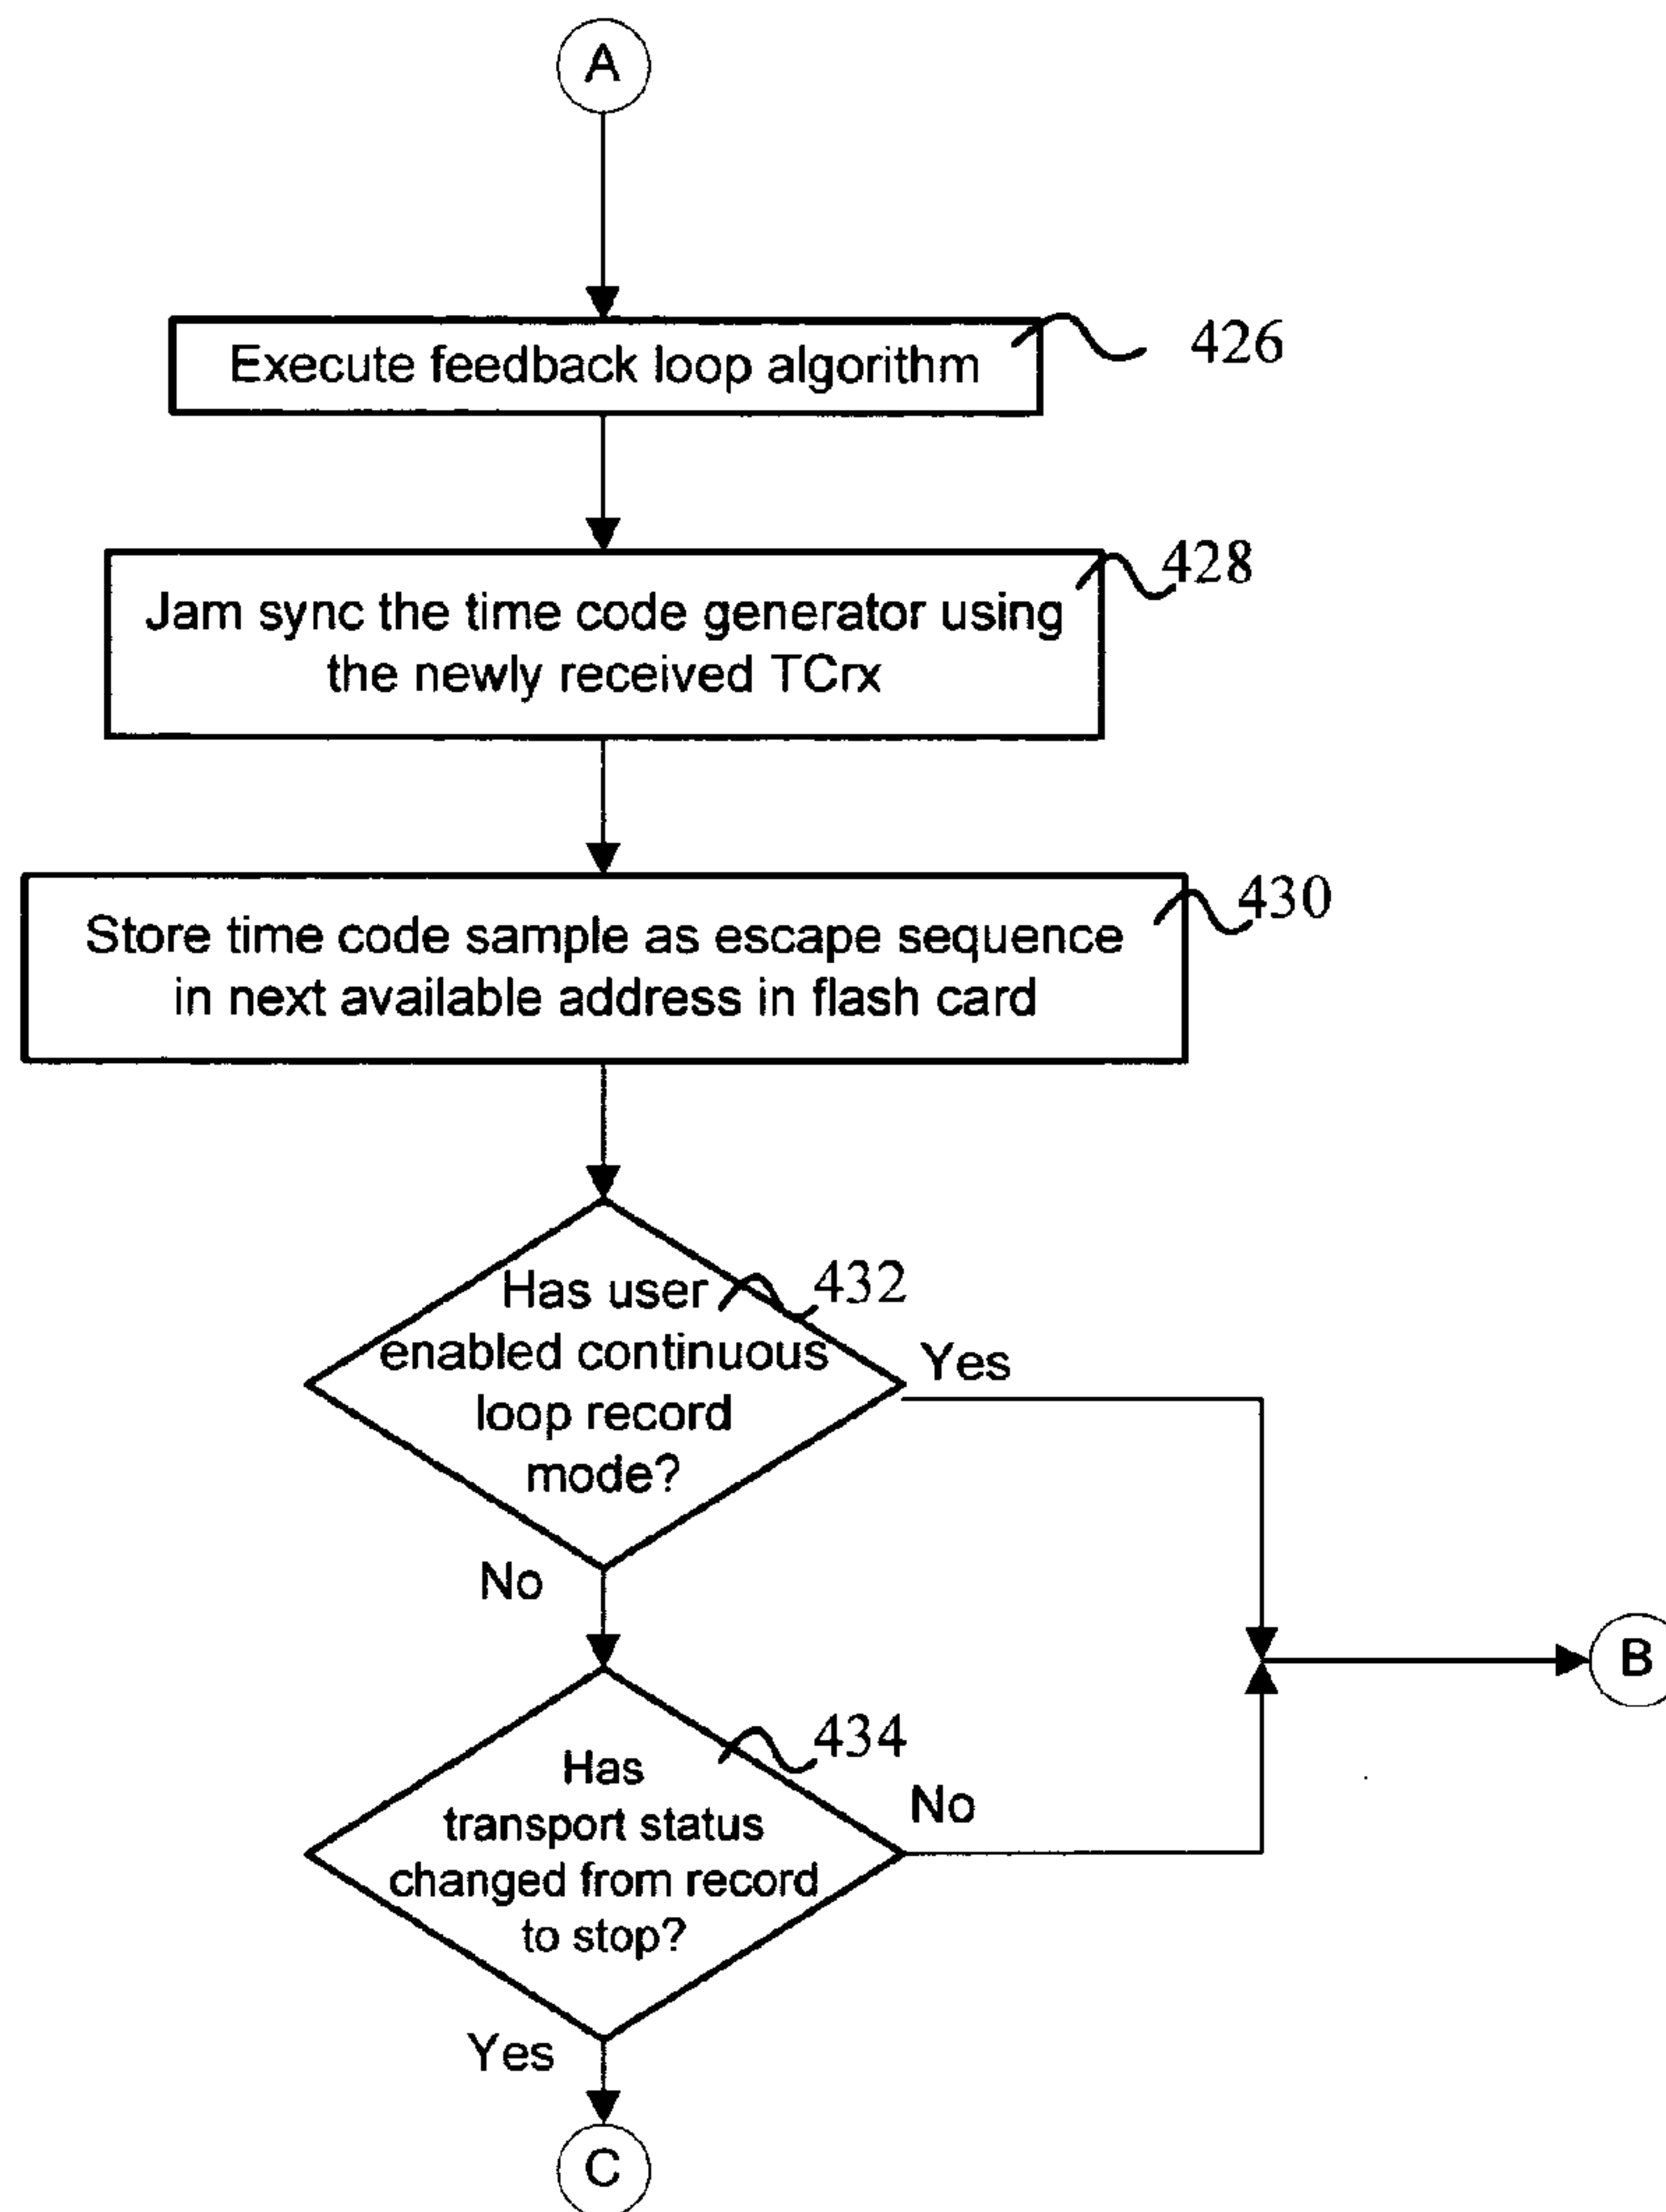 A
Execute feedback loop algorithm
426
Jam sync the time code generator using
the newly received TCrx
428
Store time code sample as escape sequence
in next available address in flash card
430
Has user
enabled continuous
loop record
mode?
432
Yes
No
B
Has
transport status
changed from record
to stop?
434
No
Yes
C